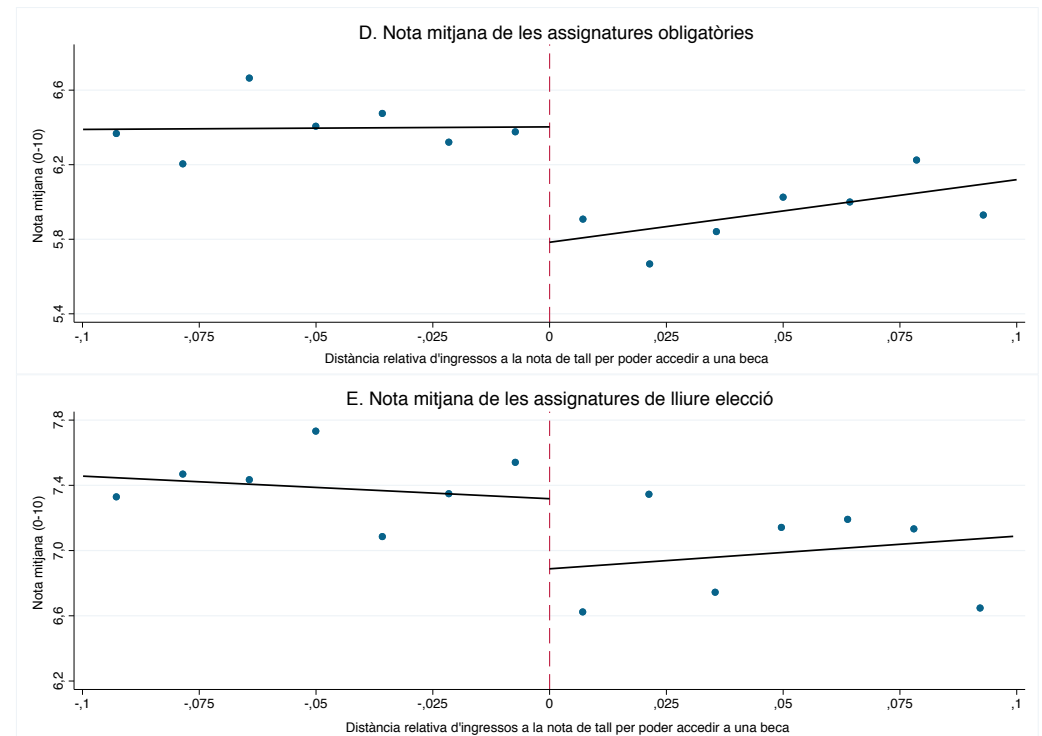 D. Nota mitjana de les assignatures obligatòries
Nota mitjana (0-10)
6,6
6,2
5,8
5,4
-,1 -,075 -,05 -,025 0 ,025 ,05 ,075 ,1
Distància relativa d'ingressos a la nota de tall per poder accedir a una beca
E. Nota mitjana de les assignatures de lliure elecció
Nota mitjana (0-10)
7,8
7,4
7,0
6,6
6,2
-,1 -,075 -,05 -,025 0 ,025 ,05 ,075 ,1
Distància relativa d'ingressos a la nota de tall per poder accedir a una beca